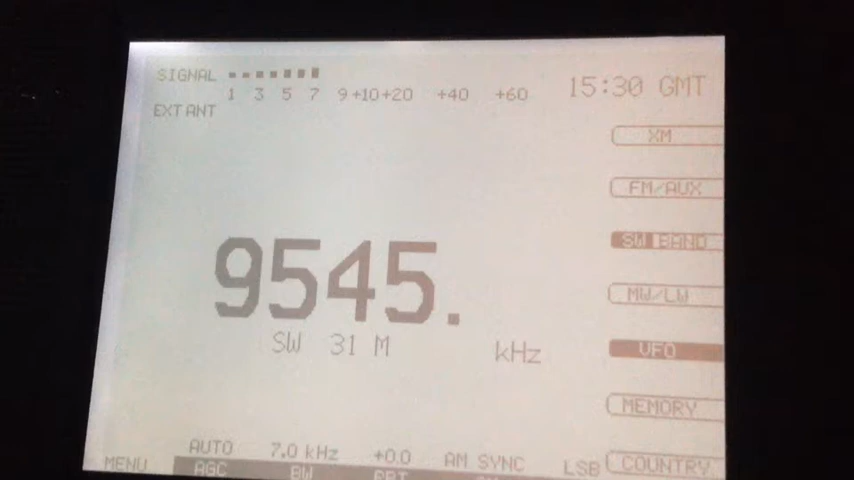 SIGNAL
1 3 5 7 9+10+20 +40 +60
15:30 GMT
EXT ANT
XM
FM/AUX
SW BAND
9545.
MW/LW
SW 31 M
kHz
VFO
MEMORY
AUTO 7.0 kHz +0.0 AM SYNC
MENU AGC BW PBT LSB COUNTRY